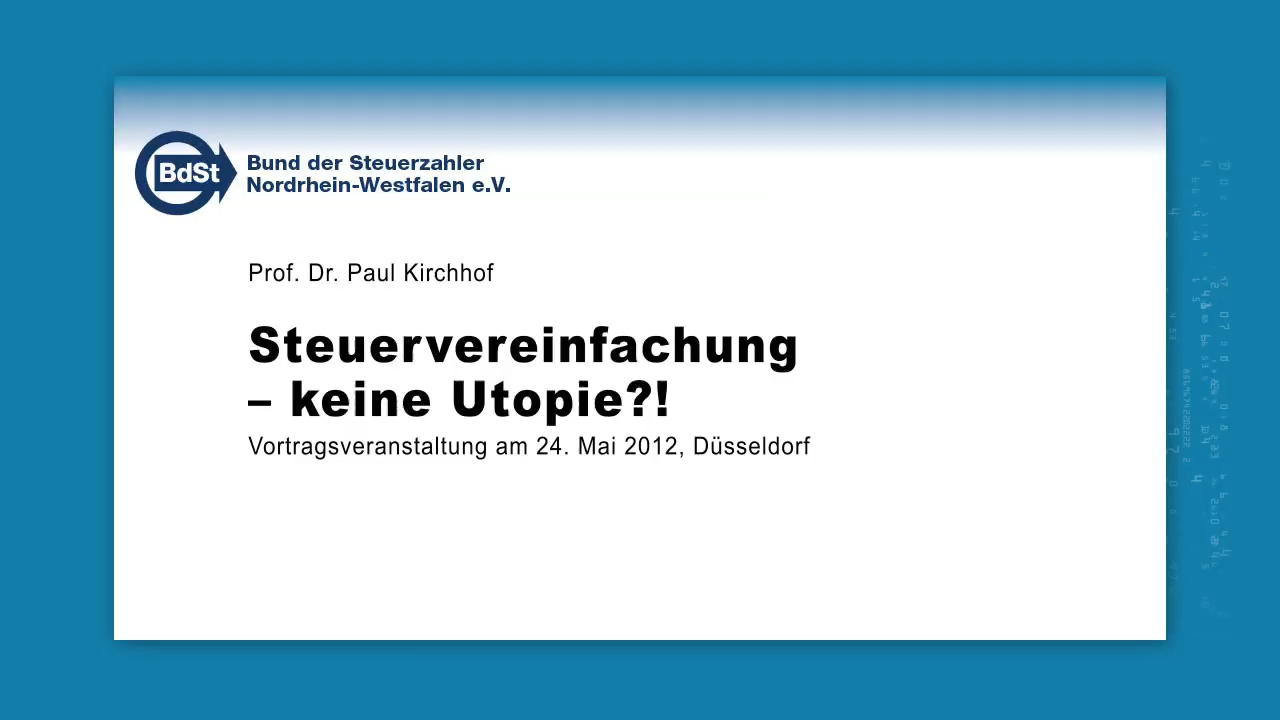 BdSt
Bund der Steuerzahler
Nordrhein-Westfalen e.V.
Prof. Dr. Paul Kirchhof
Steuervereinfachung
– keine Utopie?!
Vortragsveranstaltung am 24. Mai 2012, Düsseldorf